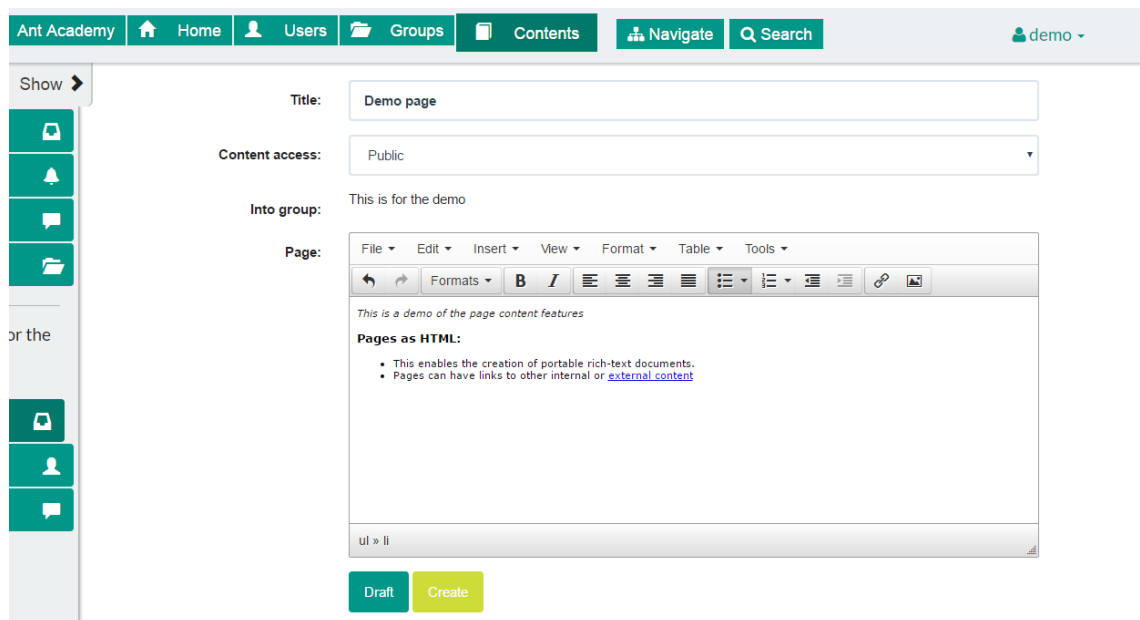 Ant Academy Home Users Groups Contents Navigate Search demo
Show
Title: Demo page
Content access: Public
Into group: This is for the demo
Page:
File Edit Insert View Format Table Tools
Formats B I
This is a demo of the page content features
or the
Pages as HTML:
This enables the creation of portable rich-text documents.
Pages can have links to other internal or external content
ul » li
Draft Create